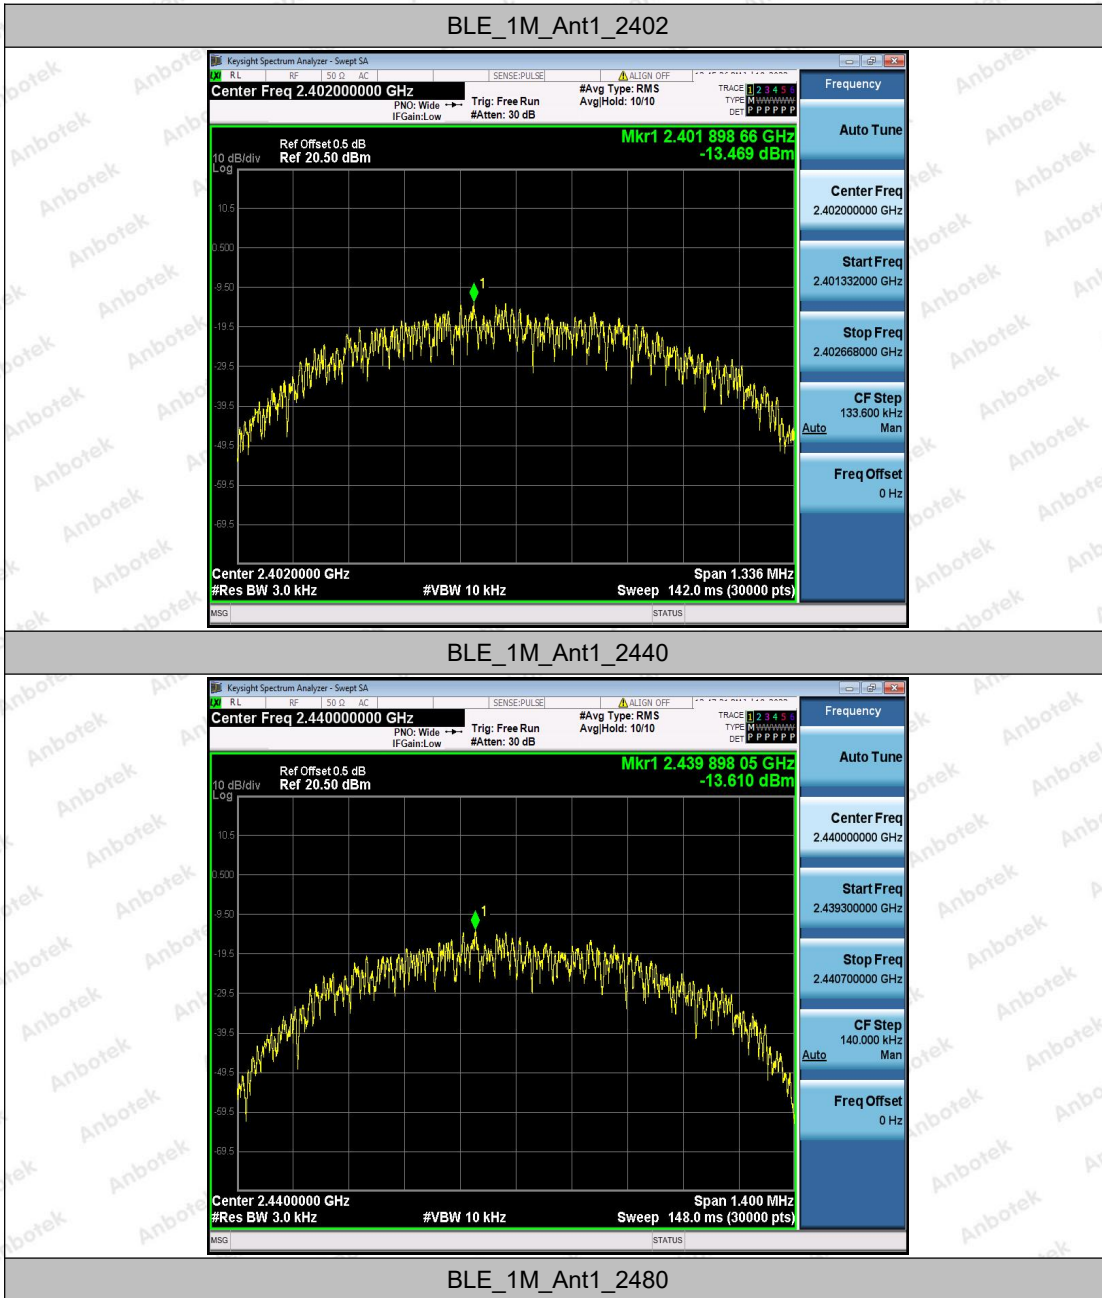 BLE_1M_Ant1_2402
Keysight Spectrum Analyzer - Swept SA
RL RF 50 Ω AC SENSE:PULSE ALIGN OFF
Center Freq 2.402000000 GHz
PNO: Wide
IFGain:Low
Trig: Free Run
#Atten: 30 dB
#Avg Type: RMS
Avg|Hold: 10/10
TRACE 1 2 3 4 5 6
TYPE M W W W W W
DET P P P P P P
Frequency
Mkr1 2.401 898 66 GHz
-13.469 dBm
Ref Offset 0.5 dB
10 dB/div Ref 20.50 dBm
Log
10.5
0.500
-9.50
-19.5
-29.5
-39.5
-49.5
-59.5
-69.5
1
Center 2.4020000 GHz Span 1.336 MHz
#Res BW 3.0 kHz #VBW 10 kHz Sweep 142.0 ms (30000 pts)
MSG STATUS
Auto Tune
Center Freq
2.402000000 GHz
Start Freq
2.401332000 GHz
Stop Freq
2.402668000 GHz
CF Step
133.600 kHz
Auto Man
Freq Offset
0 Hz
BLE_1M_Ant1_2440
Keysight Spectrum Analyzer - Swept SA
RL RF 50 Ω AC SENSE:PULSE ALIGN OFF
Center Freq 2.440000000 GHz
PNO: Wide
IFGain:Low
Trig: Free Run
#Atten: 30 dB
#Avg Type: RMS
Avg|Hold: 10/10
TRACE 1 2 3 4 5 6
TYPE M W W W W W
DET P P P P P P
Frequency
Mkr1 2.439 898 05 GHz
-13.610 dBm
Ref Offset 0.5 dB
10 dB/div Ref 20.50 dBm
Log
10.5
0.500
-9.50
-19.5
-29.5
-39.5
-49.5
-59.5
-69.5
1
Center 2.4400000 GHz Span 1.400 MHz
#Res BW 3.0 kHz #VBW 10 kHz Sweep 148.0 ms (30000 pts)
MSG STATUS
Auto Tune
Center Freq
2.440000000 GHz
Start Freq
2.439300000 GHz
Stop Freq
2.440700000 GHz
CF Step
140.000 kHz
Auto Man
Freq Offset
0 Hz
BLE_1M_Ant1_2480